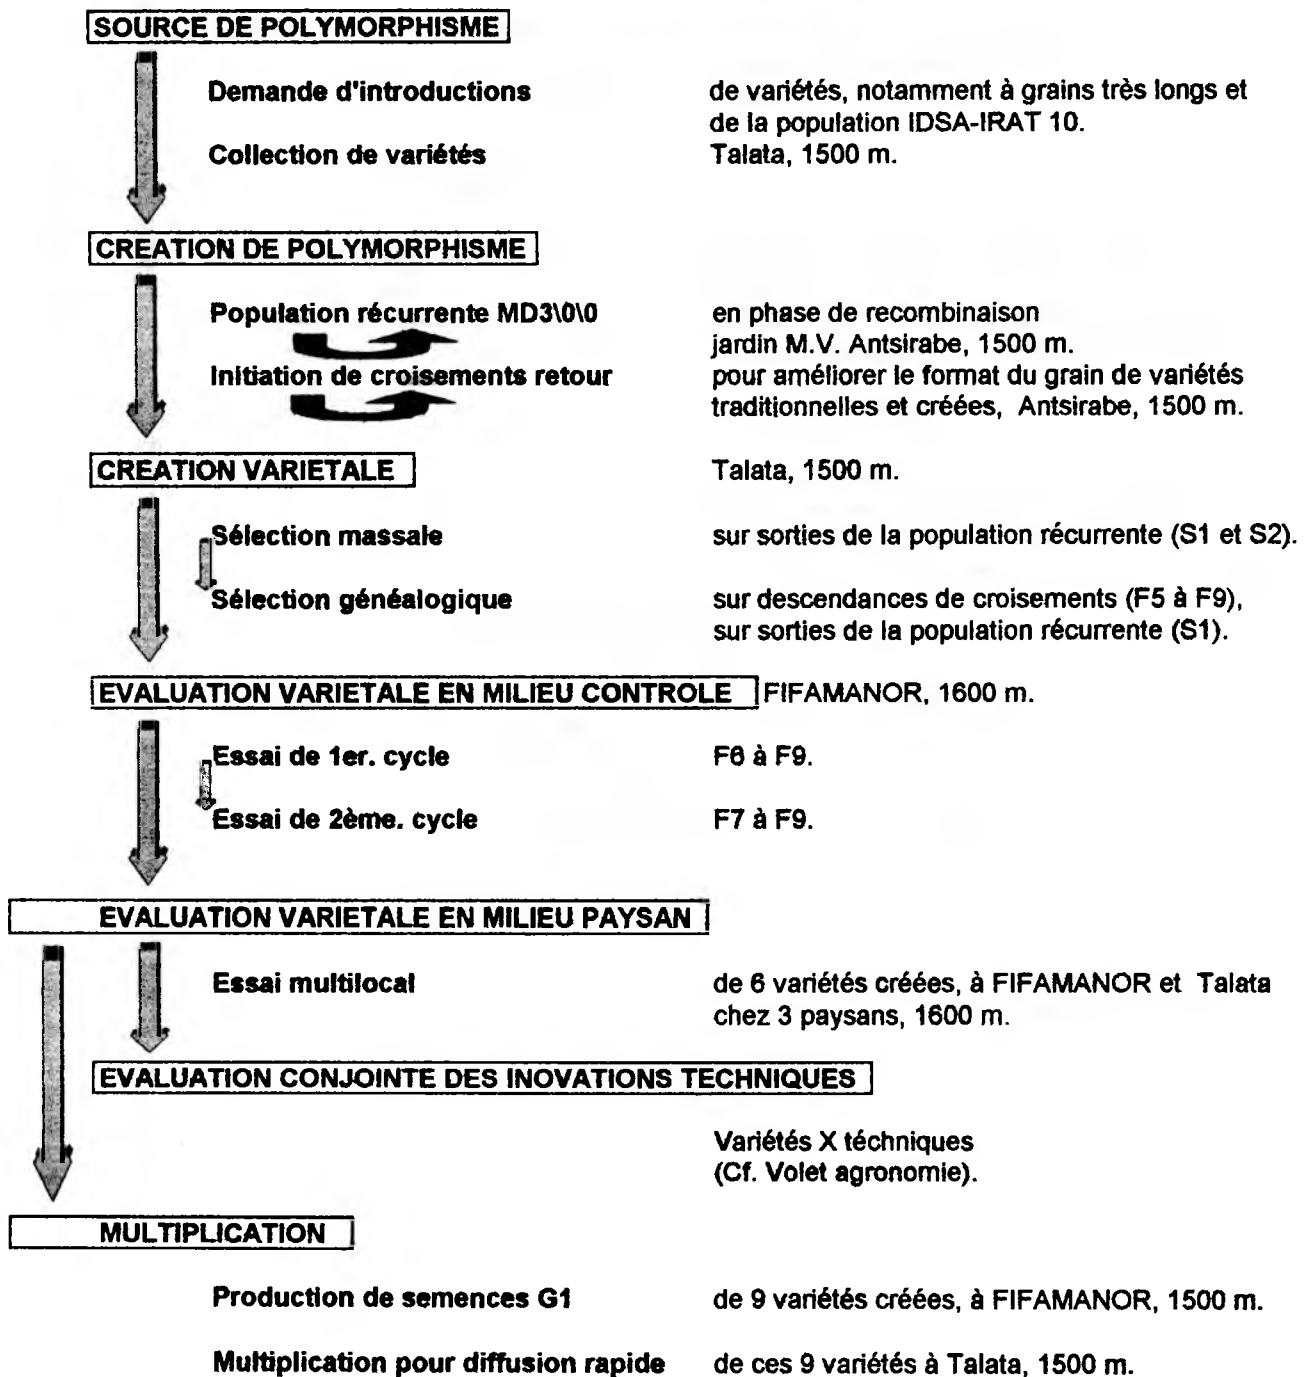 SOURCE DE POLYMORPHISME
Demande d'introductions de variétés, notamment à grains très longs et
de la population IDSA-IRAT 10.
Collection de variétés Talata, 1500 m.
CREATION DE POLYMORPHISME
Population récurrente MD3\0\0 en phase de recombinaison
jardin M.V. Antsirabe, 1500 m.
Initiation de croisements retour pour améliorer le format du grain de variétés
traditionnelles et créées, Antsirabe, 1500 m.
CREATION VARIETALE Talata, 1500 m.
Sélection massale sur sorties de la population récurrente (S1 et S2).
Sélection généalogique sur descendances de croisements (F5 à F9),
sur sorties de la population récurrente (S1).
EVALUATION VARIETALE EN MILIEU CONTROLE FIFAMANOR, 1600 m.
Essai de 1er. cycle F6 à F9.
Essai de 2ème. cycle F7 à F9.
EVALUATION VARIETALE EN MILIEU PAYSAN
Essai multilocal de 6 variétés créées, à FIFAMANOR et Talata
chez 3 paysans, 1600 m.
EVALUATION CONJOINTE DES INOVATIONS TECHNIQUES
Variétés X téchniques
(Cf. Volet agronomie).
MULTIPLICATION
Production de semences G1 de 9 variétés créées, à FIFAMANOR, 1500 m.
Multiplication pour diffusion rapide de ces 9 variétés à Talata, 1500 m.